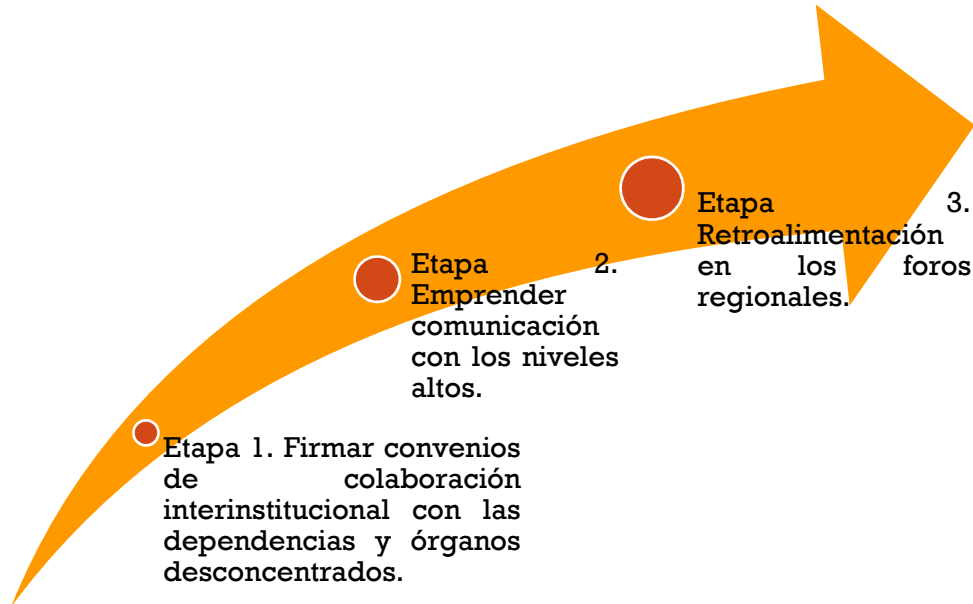 Etapa 3.
Retroalimentación
en los foros
regionales.
Etapa 2.
Emprender
comunicación
con los niveles
altos.
Etapa 1. Firmar convenios
de colaboración
interinstitucional con las
dependencias y órganos
desconcentrados.